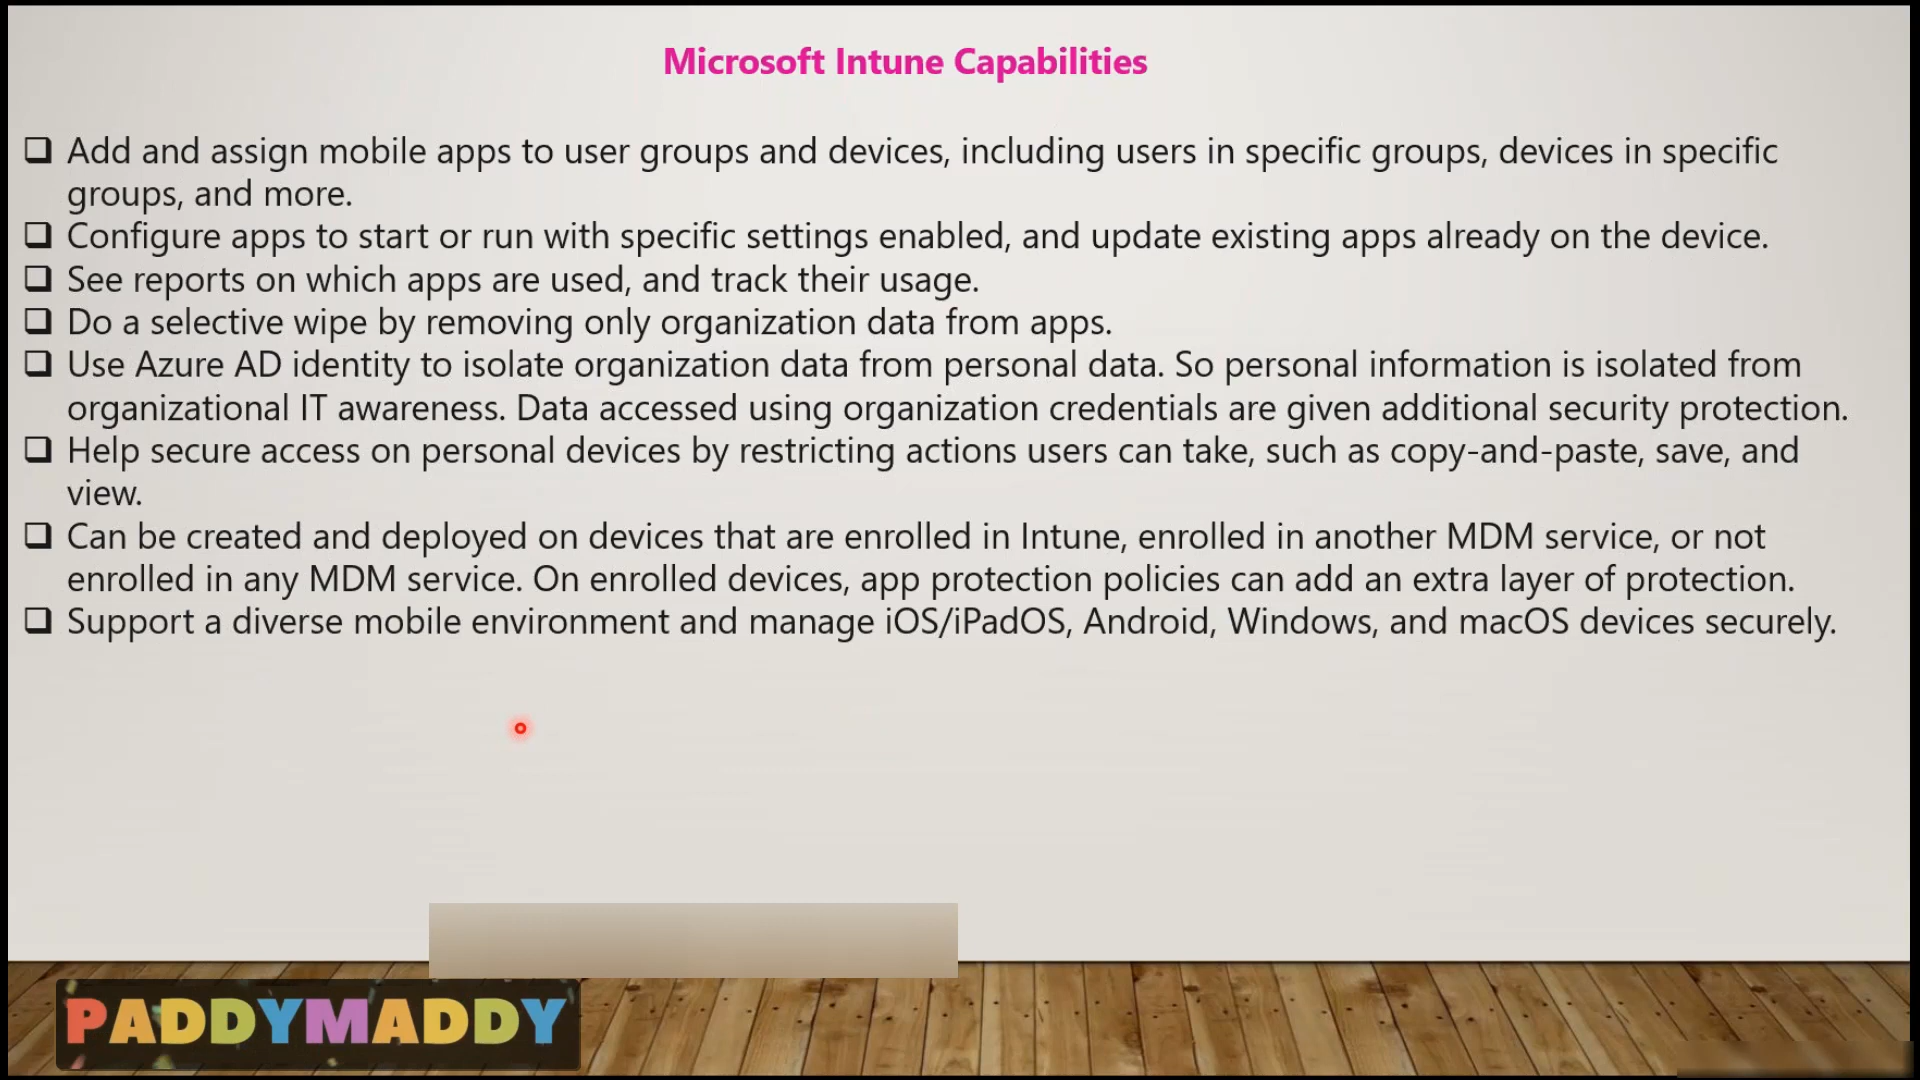 Microsoft Intune Capabilities
❑ Add and assign mobile apps to user groups and devices, including users in specific groups, devices in specific
groups, and more.
❑ Configure apps to start or run with specific settings enabled, and update existing apps already on the device.
❑ See reports on which apps are used, and track their usage.
❑ Do a selective wipe by removing only organization data from apps.
❑ Use Azure AD identity to isolate organization data from personal data. So personal information is isolated from
organizational IT awareness. Data accessed using organization credentials are given additional security protection.
❑ Help secure access on personal devices by restricting actions users can take, such as copy-and-paste, save, and
view.
❑ Can be created and deployed on devices that are enrolled in Intune, enrolled in another MDM service, or not
enrolled in any MDM service. On enrolled devices, app protection policies can add an extra layer of protection.
❑ Support a diverse mobile environment and manage iOS/iPadOS, Android, Windows, and macOS devices securely.
PADDYMADDY